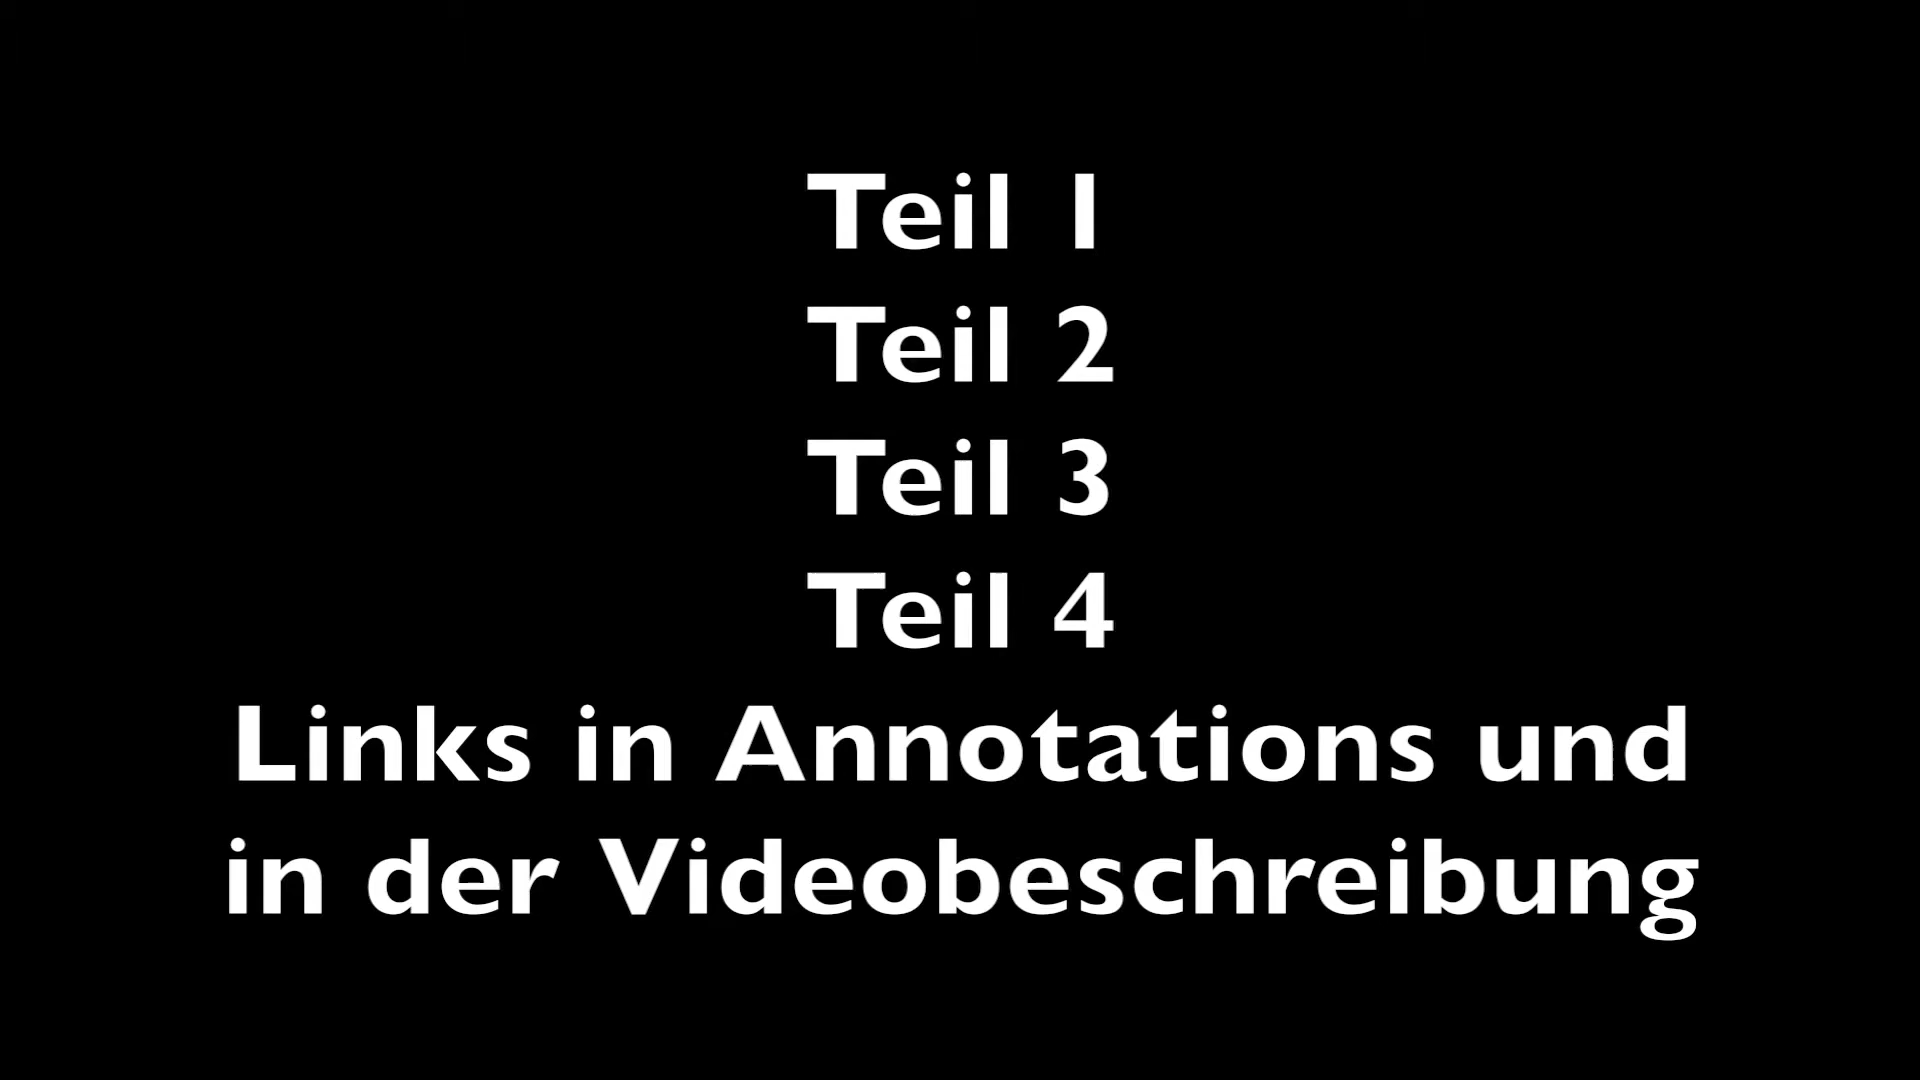 Teil 1
Teil 2
Teil 3
Teil 4
Links in Annotations und
in der Videobeschreibung